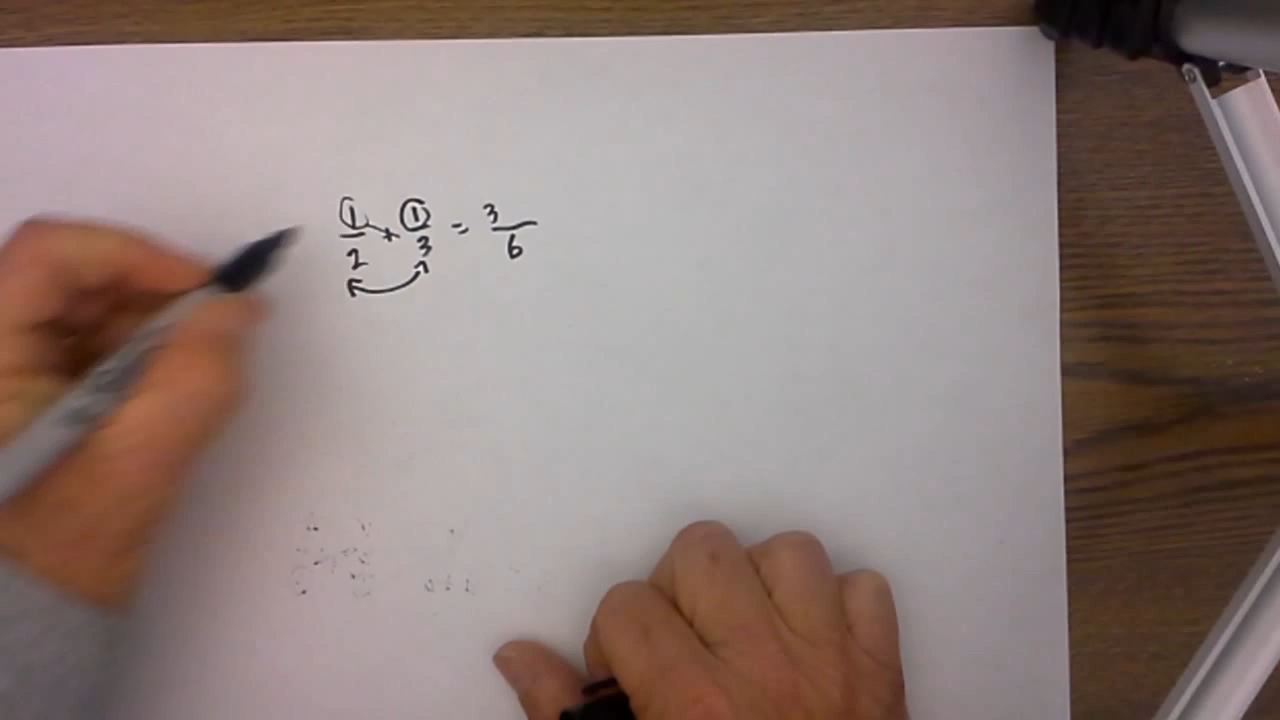 1/2 + 1/3 = 3/6